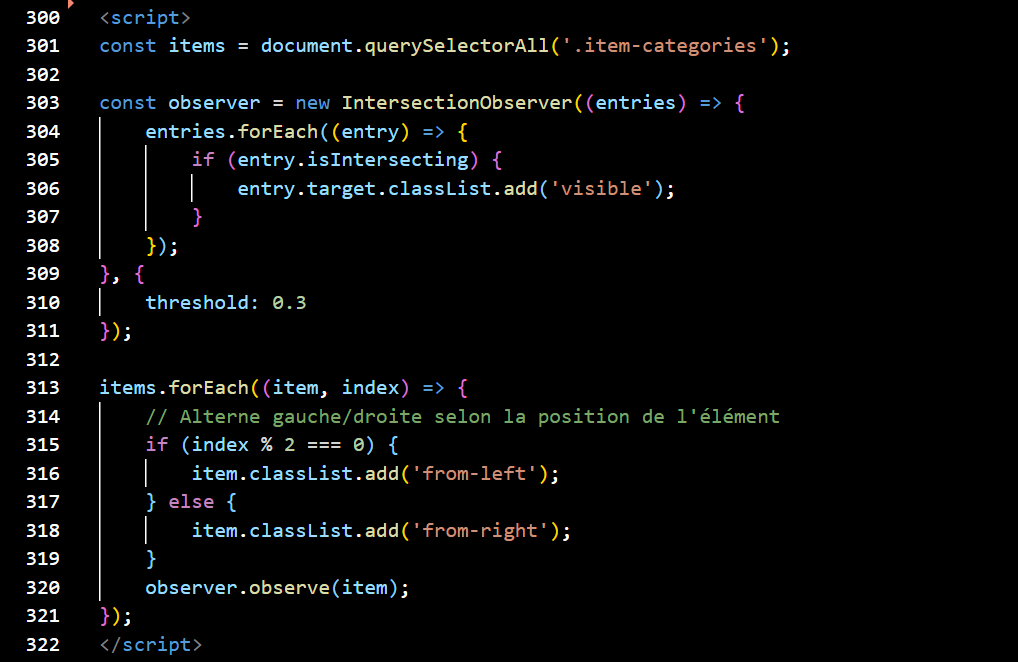 300 <script>
301 const items = document.querySelectorAll('.item-categories');
302
303 const observer = new IntersectionObserver((entries) => {
304     entries.forEach((entry) => {
305         if (entry.isIntersecting) {
306             entry.target.classList.add('visible');
307         }
308     });
309 }, {
310     threshold: 0.3
311 });
312
313 items.forEach((item, index) => {
314     // Alterne gauche/droite selon la position de l'élément
315     if (index % 2 === 0) {
316         item.classList.add('from-left');
317     } else {
318         item.classList.add('from-right');
319     }
320     observer.observe(item);
321 });
322 </script>